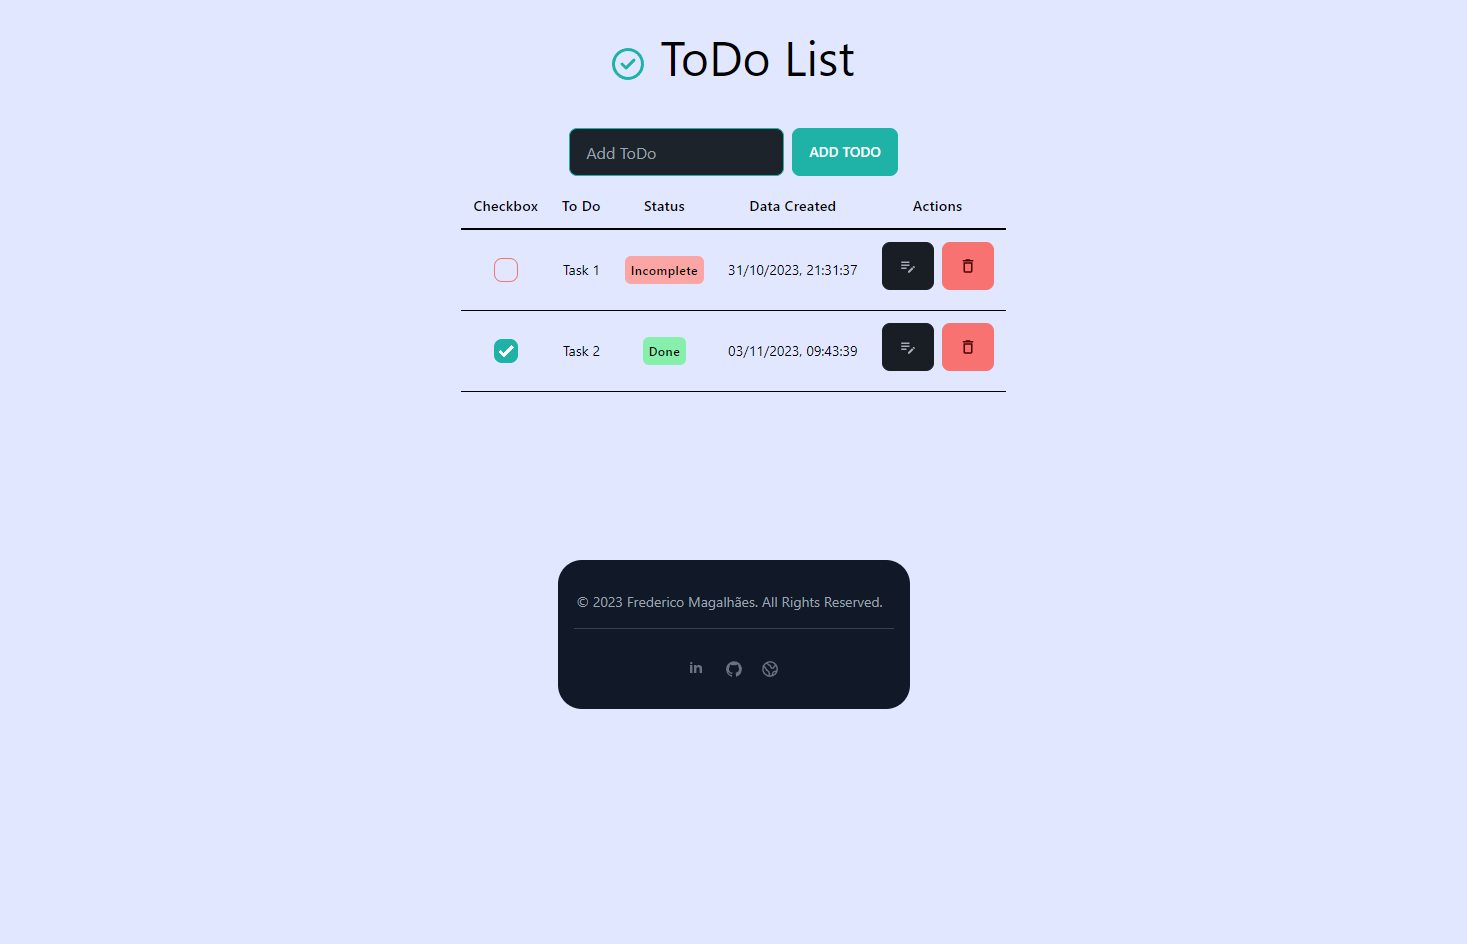 ToDo List
Add ToDo ADD TODO
Checkbox To Do Status Data Created Actions
Task 1 Incomplete 31/10/2023, 21:31:37
Task 2 Done 03/11/2023, 09:43:39
© 2023 Frederico Magalhães. All Rights Reserved.
in